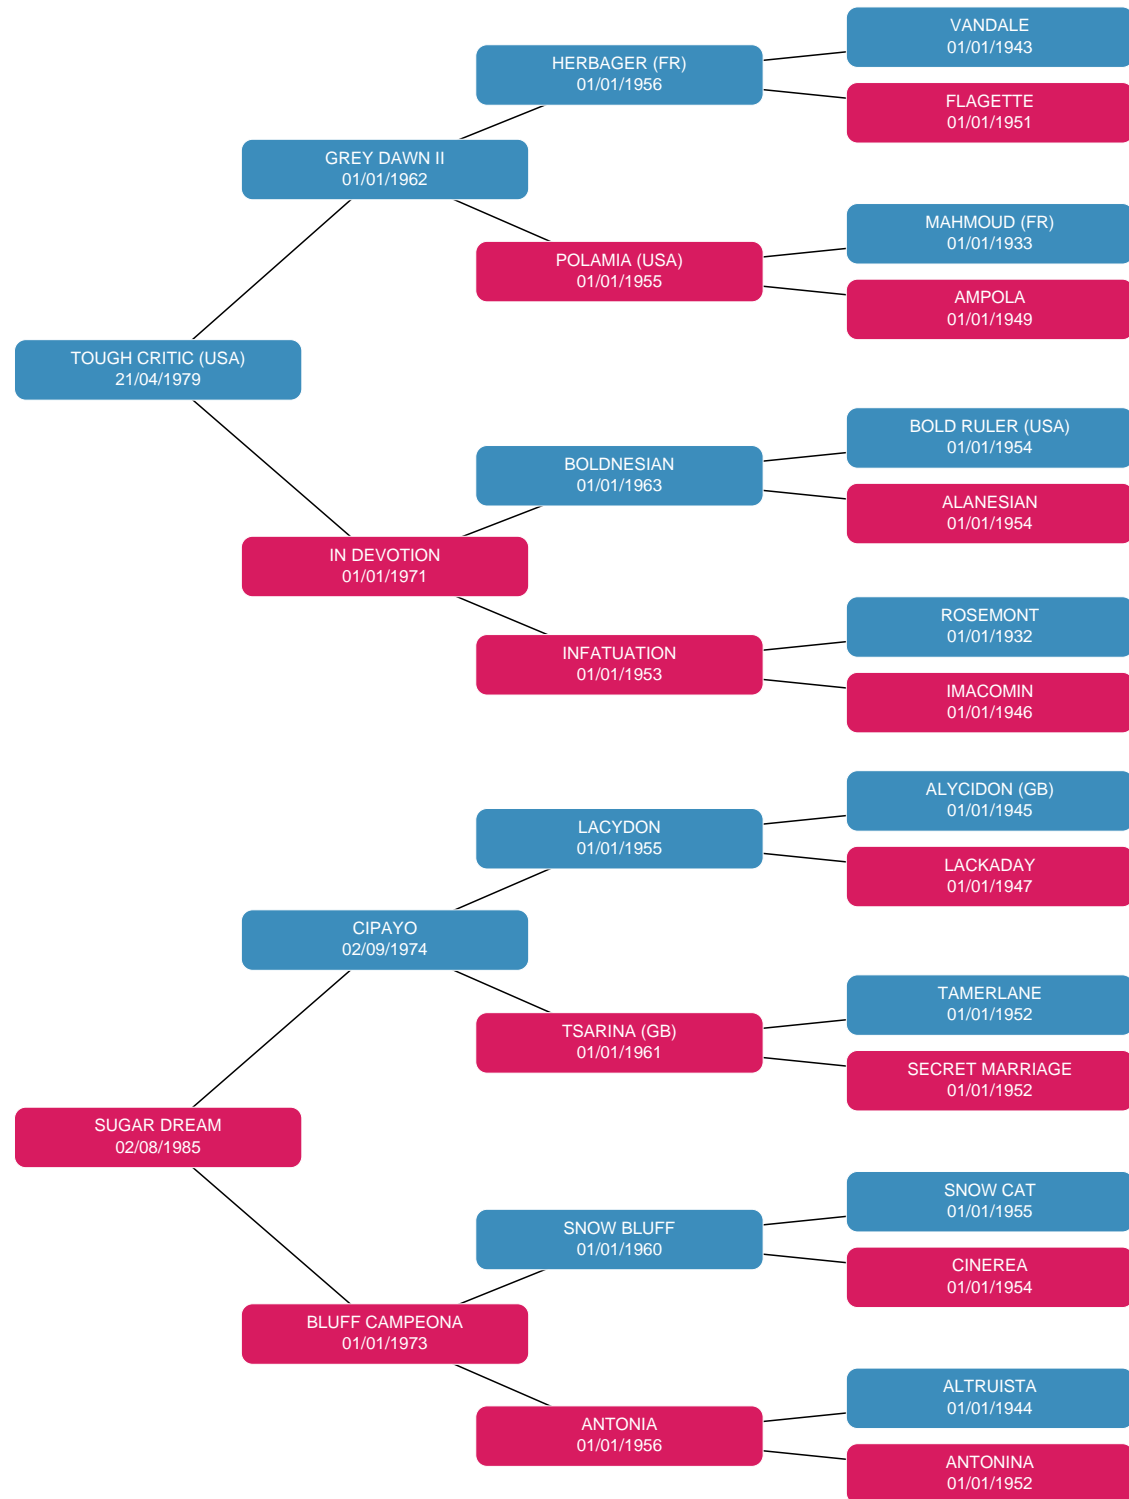 VANDALE
01/01/1943
HERBAGER (FR)
01/01/1956
FLAGETTE
01/01/1951
GREY DAWN II
01/01/1962
MAHMOUD (FR)
01/01/1933
POLAMIA (USA)
01/01/1955
AMPOLA
01/01/1949
TOUGH CRITIC (USA)
21/04/1979
BOLD RULER (USA)
01/01/1954
BOLDNESIAN
01/01/1963
ALANESIAN
01/01/1954
IN DEVOTION
01/01/1971
ROSEMONT
01/01/1932
INFATUATION
01/01/1953
IMACOMIN
01/01/1946
ALYCIDON (GB)
01/01/1945
LACYDON
01/01/1955
LACKADAY
01/01/1947
CIPAYO
02/09/1974
TAMERLANE
01/01/1952
TSARINA (GB)
01/01/1961
SECRET MARRIAGE
01/01/1952
SUGAR DREAM
02/08/1985
SNOW CAT
01/01/1955
SNOW BLUFF
01/01/1960
CINEREA
01/01/1954
BLUFF CAMPEONA
01/01/1973
ALTRUISTA
01/01/1944
ANTONIA
01/01/1956
ANTONINA
01/01/1952